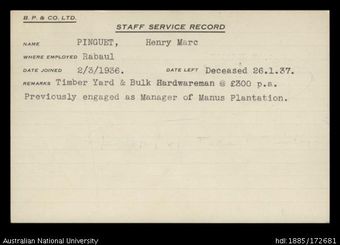 B. P. & CO. LTD.
STAFF SERVICE RECORD
NAME PINGUET, Henry Marc
WHERE EMPLOYED Rabaul
DATE JOINED 2/3/1936. DATE LEFT Deceased 26.1.37.
REMARKS Timber Yard & Bulk Hardwareman @ £300 p.a.
Previously engaged as Manager of Manus Plantation.
Australian National University
hdl:1885/172681